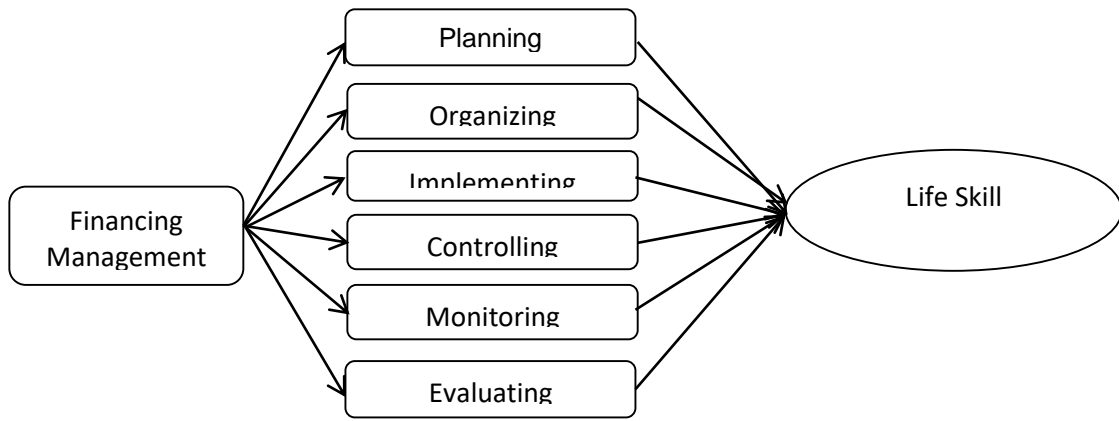 Planning
Organizing
Implementing
Financing
Management
Controlling
Monitoring
Evaluating
Life Skill